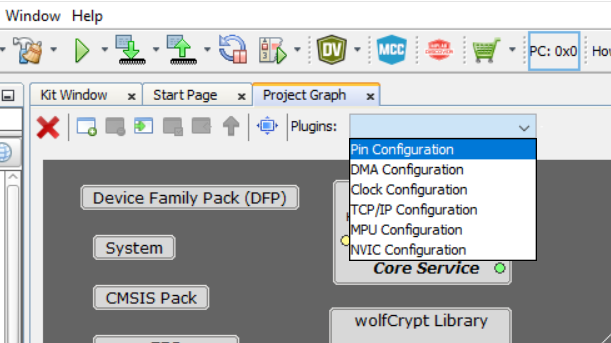 Window Help
DV
MCC
PC: 0x0
How
Kit Window x
Start Page x
Project Graph x
Plugins:
Pin Configuration
DMA Configuration
Clock Configuration
TCP/IP Configuration
MPU Configuration
NVIC Configuration
Device Family Pack (DFP)
System
Core Service
CMSIS Pack
wolfCrypt Library